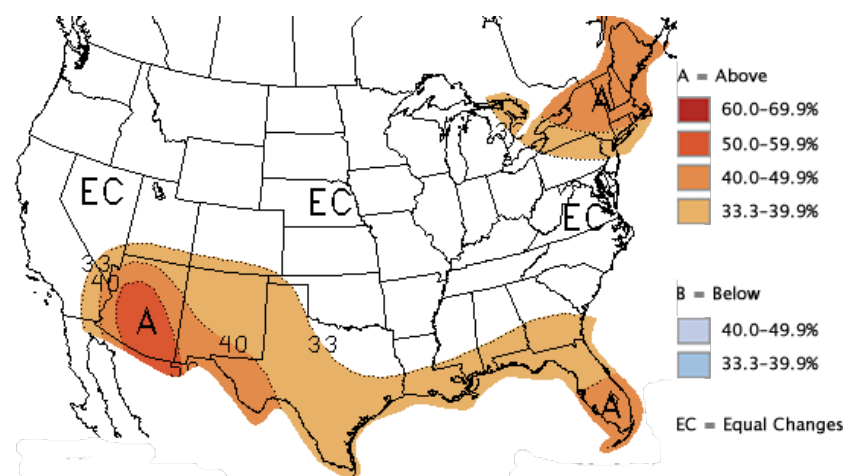 A
A
A = Above
60.0-69.9%
50.0-59.9%
40.0-49.9%
33.3-39.9%
EC
EC
EC
33
40
A
40
33
50
B = Below
40.0-49.9%
33.3-39.9%
A
EC = Equal Changes